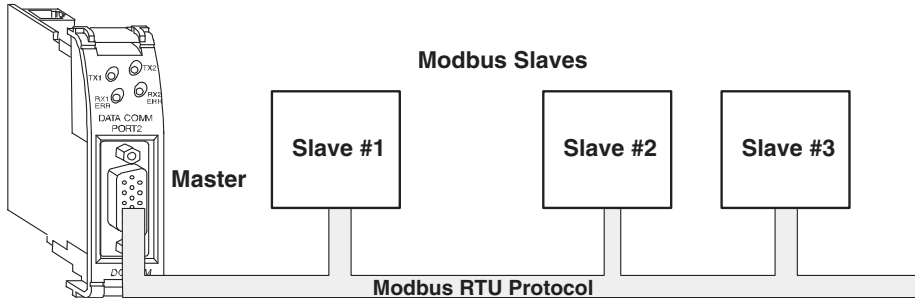 TX1 TX2
RX1 RX2
ERR ERR
DATA COMM
PORT2
Master
Modbus Slaves
Slave #1
Slave #2
Slave #3
Modbus RTU Protocol